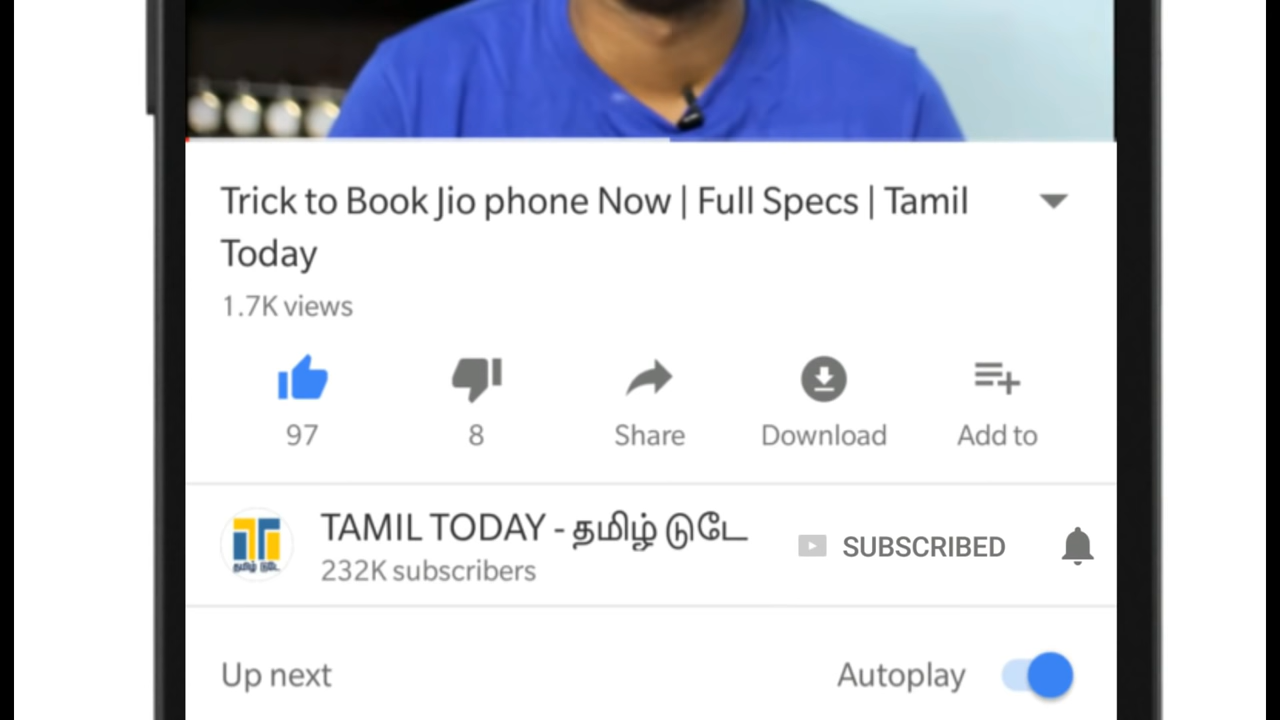 Trick to Book Jio phone Now | Full Specs | Tamil
Today
1.7K views
97 8 Share Download Add to
TAMIL TODAY - தமிழ் டுடே SUBSCRIBED
232K subscribers
தமிழ் டுடே
Up next Autoplay